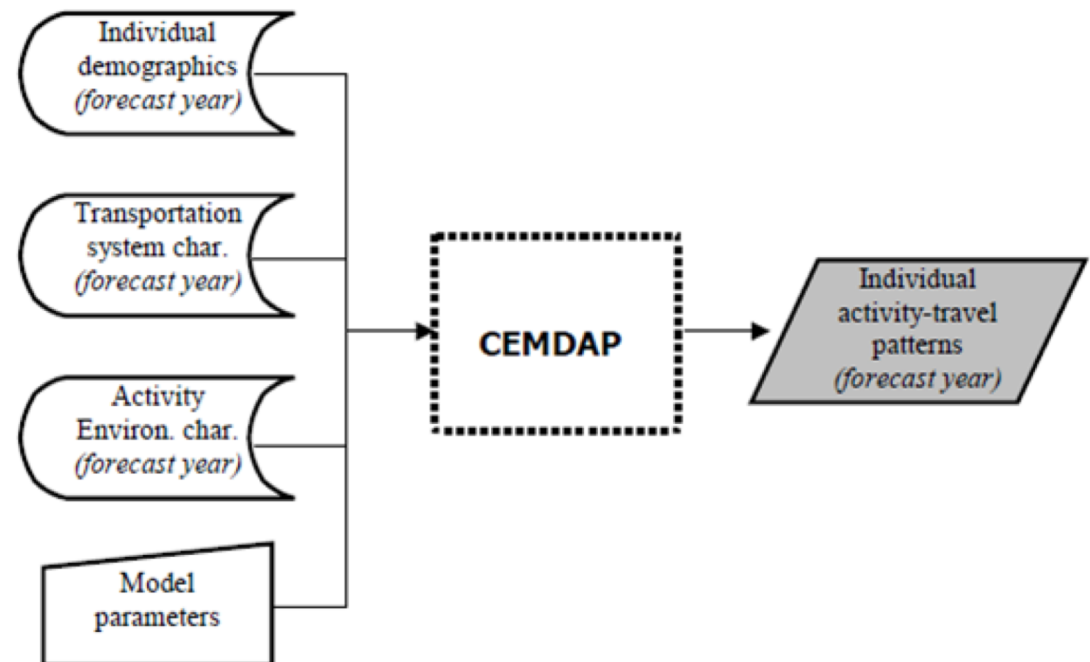 Individual
demographics
(forecast year)
Transportation
system char.
(forecast year)
Activity
Environ. char.
(forecast year)
Model
parameters
CEMDAP
Individual
activity-travel
patterns
(forecast year)